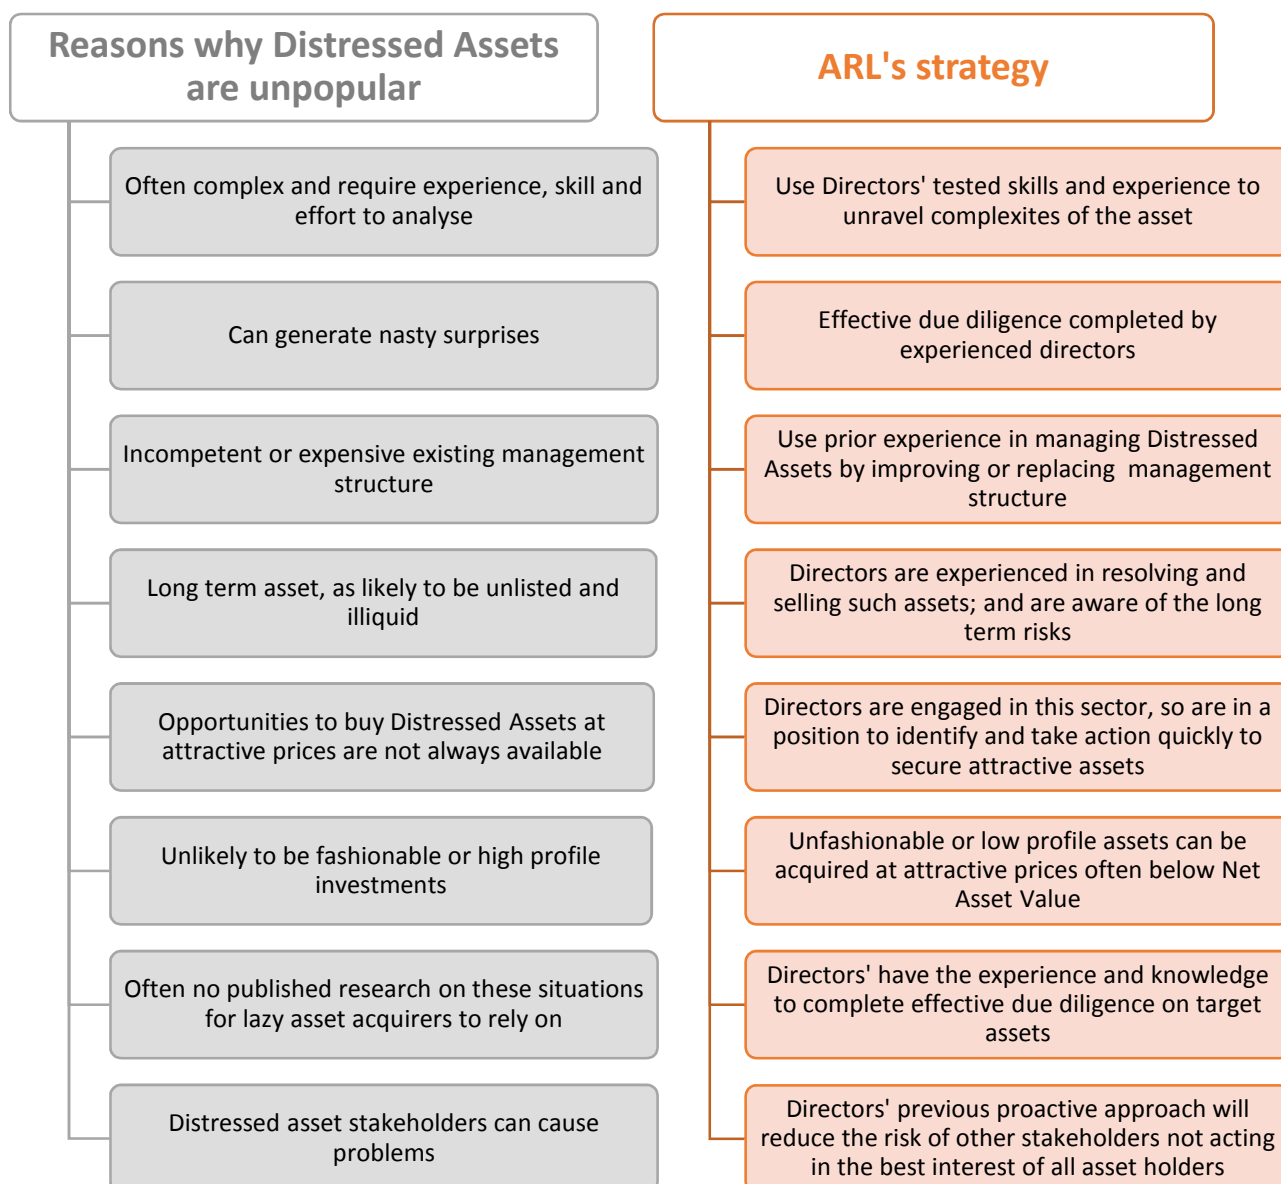 Reasons why Distressed Assets
are unpopular
Often complex and require experience, skill and
effort to analyse
Can generate nasty surprises
Incompetent or expensive existing management
structure
Long term asset, as likely to be unlisted and
illiquid
Opportunities to buy Distressed Assets at
attractive prices are not always available
Unlikely to be fashionable or high profile
investments
Often no published research on these situations
for lazy asset acquirers to rely on
Distressed asset stakeholders can cause
problems
ARL's strategy
Use Directors' tested skills and experience to
unravel complexites of the asset
Effective due diligence completed by
experienced directors
Use prior experience in managing Distressed
Assets by improving or replacing management
structure
Directors are experienced in resolving and
selling such assets; and are aware of the long
term risks
Directors are engaged in this sector, so are in a
position to identify and take action quickly to
secure attractive assets
Unfashionable or low profile assets can be
acquired at attractive prices often below Net
Asset Value
Directors' have the experience and knowledge
to complete effective due diligence on target
assets
Directors' previous proactive approach will
reduce the risk of other stakeholders not acting
in the best interest of all asset holders